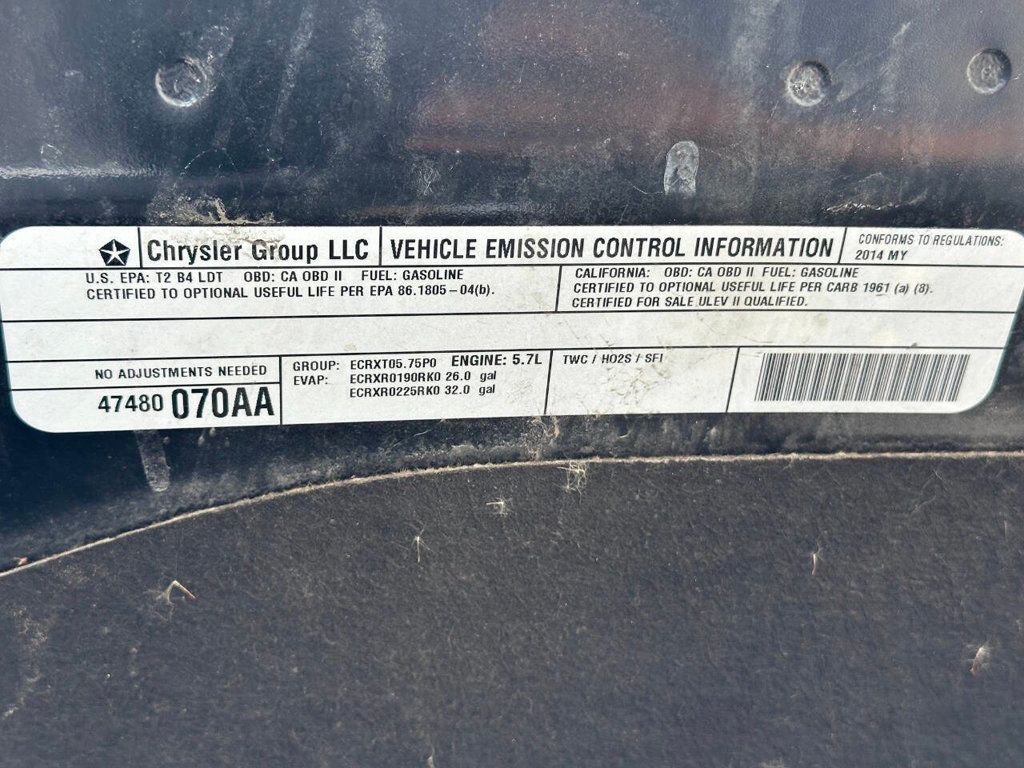 Chrysler Group LLC
VEHICLE EMISSION CONTROL INFORMATION
CONFORMS TO REGULATIONS:
2014 MY
U.S. EPA: T2 B4 LDT OBD: CA OBD II FUEL: GASOLINE
CERTIFIED TO OPTIONAL USEFUL LIFE PER EPA 86.1805-04(b).
CALIFORNIA: OBD: CA OBD II FUEL: GASOLINE
CERTIFIED TO OPTIONAL USEFUL LIFE PER CARB 1961 (a) (8).
CERTIFIED FOR SALE ,ULEV II QUALIFIED.
NO ADJUSTMENTS NEEDED
47480 070AA
GROUP: ECRXT05.75P0 ENGINE: 5.7L
EVAP: ECRXR0190RK0 26.0 gal
ECRXR0225RK0 32.0 gal
TWC / HO2S / SFI